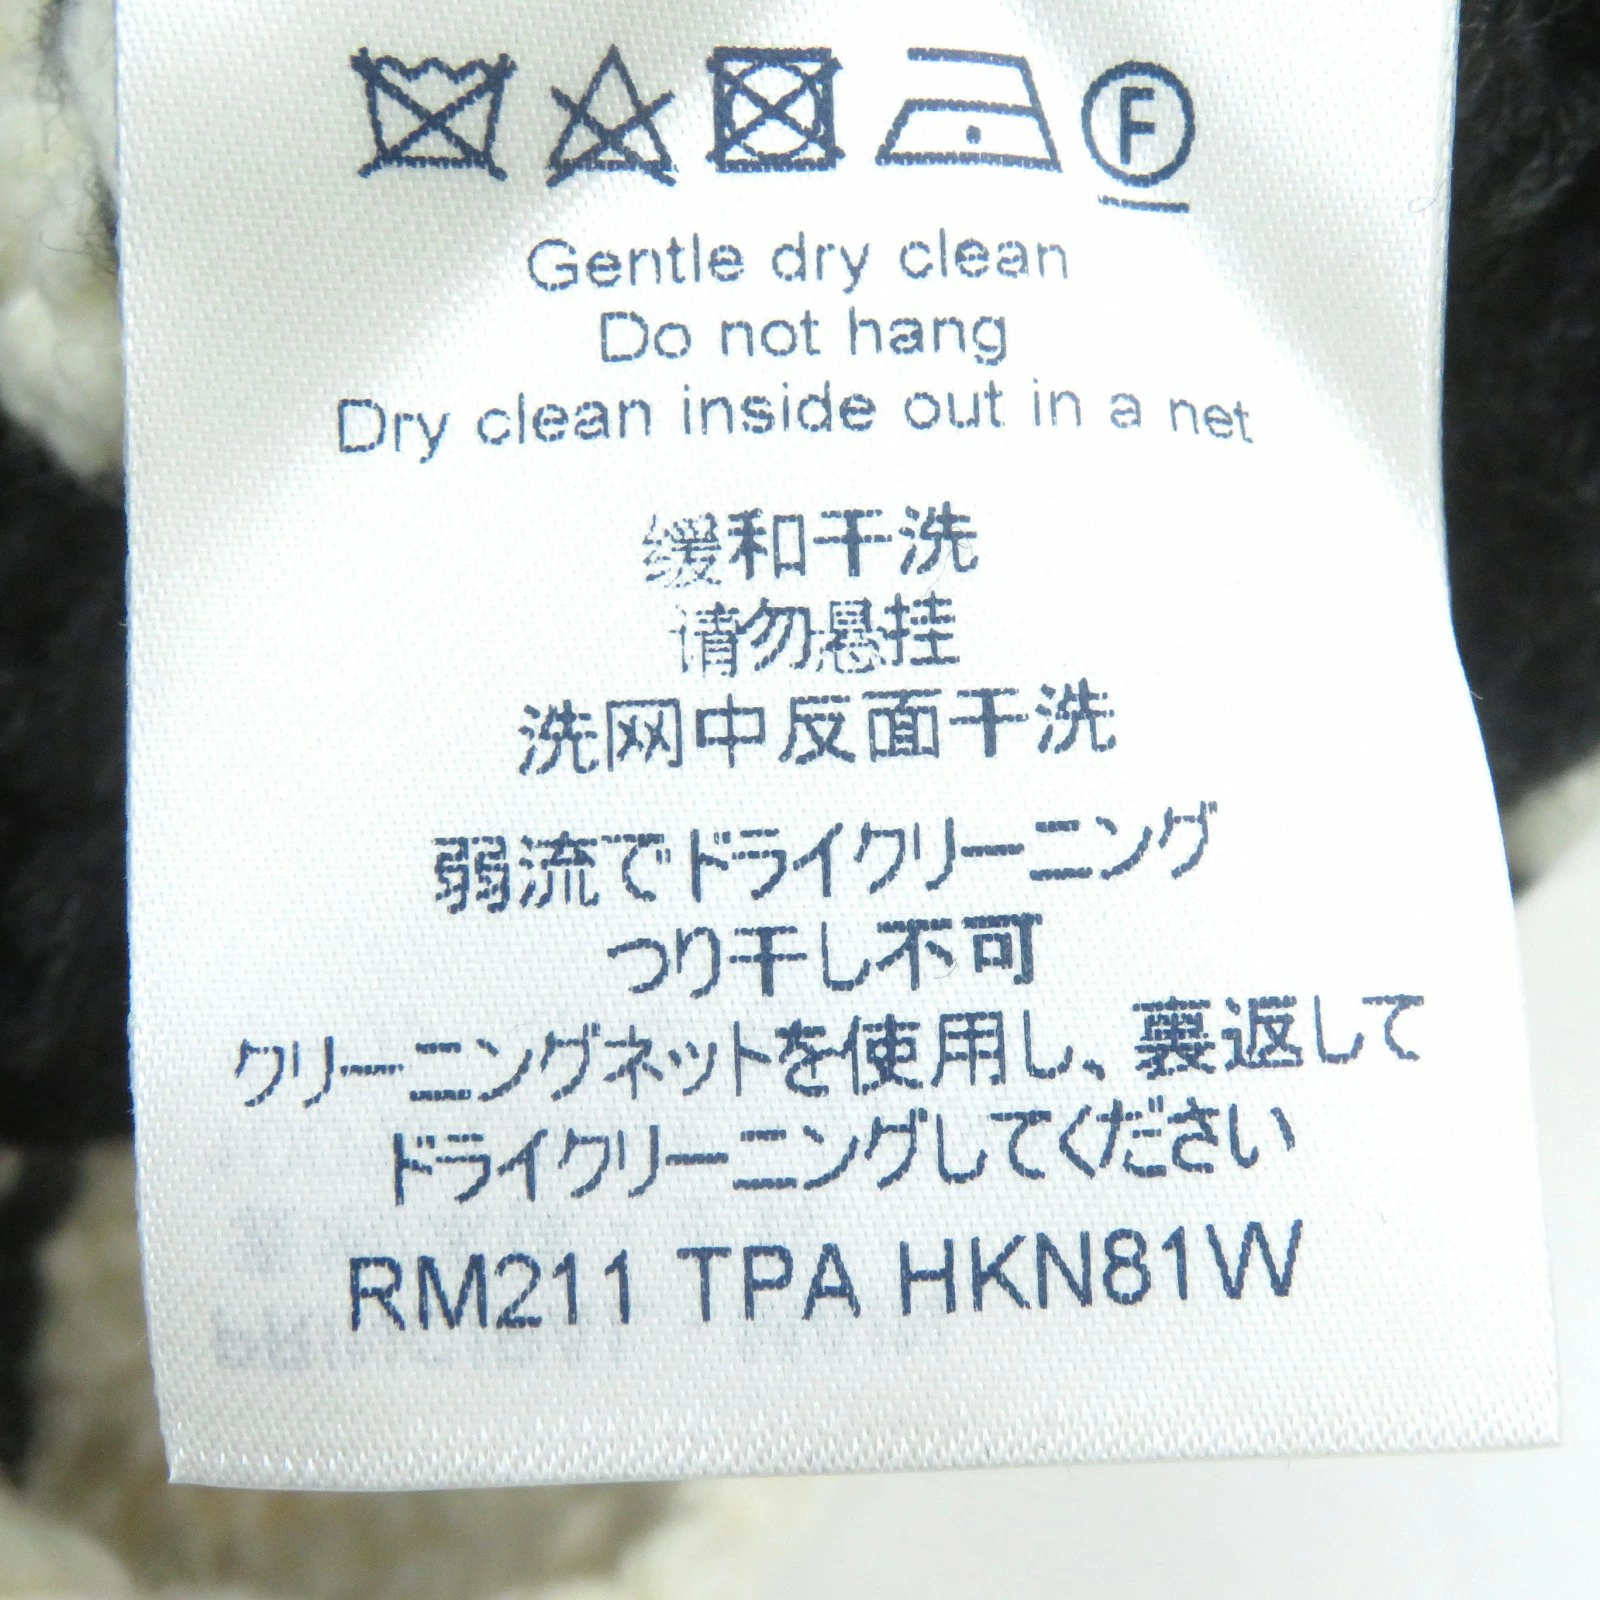 F
Gentle dry clean
Do not hang
Dry clean inside out in a net
缓和干洗
请勿悬挂
洗网中反面干洗
弱流でドライクリーニング
つり干し不可
クリーニングネットを使用し、裏返して
ドライクリーニングしてください
RM211 TPA HKN81W